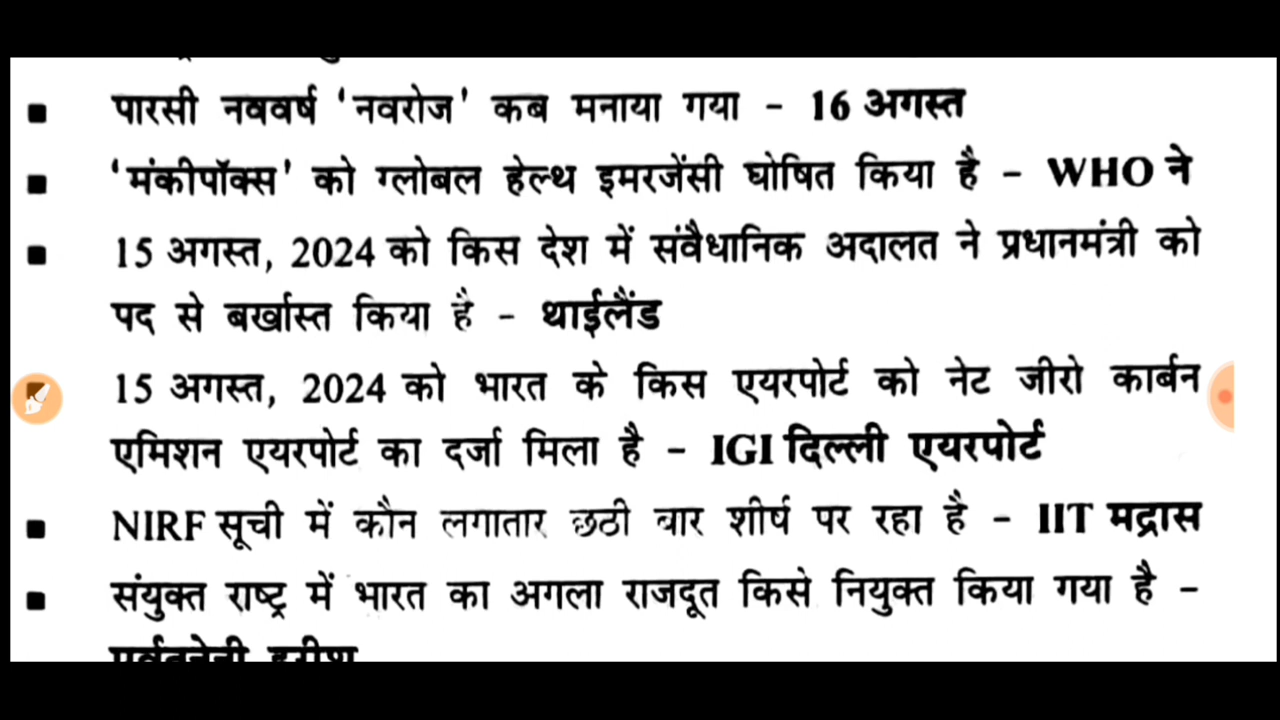 पारसी नववर्ष 'नवरोज' कब मनाया गया - 16 अगस्त
'मंकीपॉक्स' को ग्लोबल हेल्थ इमरजेंसी घोषित किया है - WHO ने
15 अगस्त, 2024 को किस देश में संवैधानिक अदालत ने प्रधानमंत्री को
पद से बर्खास्त किया है - थाईलैंड
15 अगस्त, 2024 को भारत के किस एयरपोर्ट को नेट जीरो कार्बन
एमिशन एयरपोर्ट का दर्जा मिला है - IGI दिल्ली एयरपोर्ट
NIRF सूची में कौन लगातार छठी बार शीर्ष पर रहा है - IIT मद्रास
संयुक्त राष्ट्र में भारत का अगला राजदूत किसे नियुक्त किया गया है -